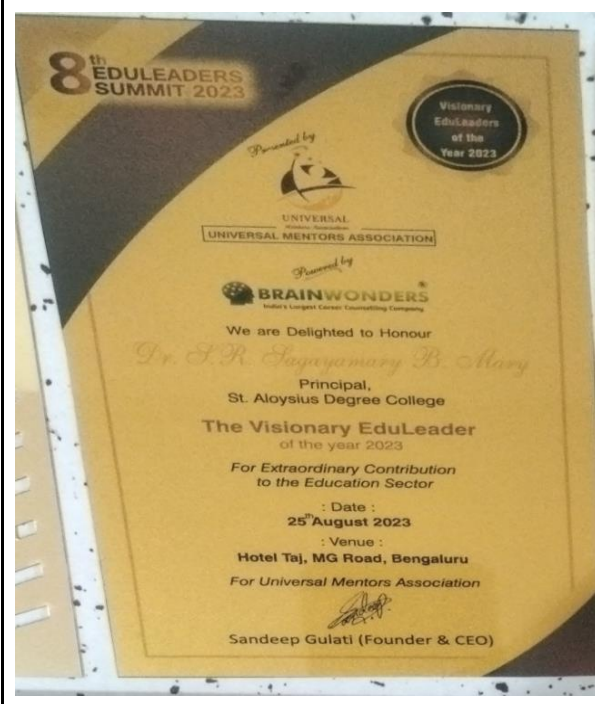 8th EDULEADERS
SUMMIT 2023
Visionary
EduLeaders
of the
Year 2023
Presented by
UNIVERSAL
UNIVERSAL MENTORS ASSOCIATION
Powered by
BRAINWONDERS®
India's Largest Career Counselling Company
We are Delighted to Honour
Dr. S.R. Sagayamary B. Mary
Principal,
St. Aloysius Degree College
The Visionary EduLeader
of the year 2023
For Extraordinary Contribution
to the Education Sector
: Date :
25th August 2023
: Venue :
Hotel Taj, MG Road, Bengaluru
For Universal Mentors Association
Sandeep Gulati (Founder & CEO)